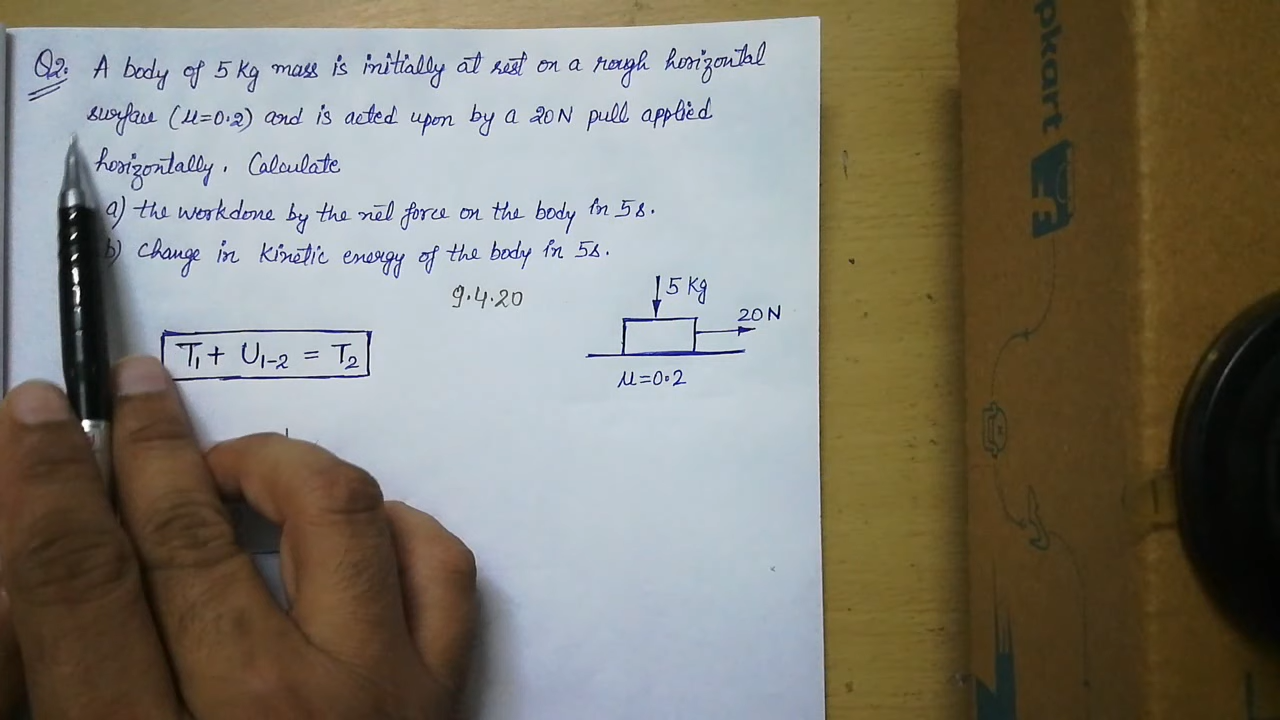 Q2. A body of 5 Kg mass is initially at rest on a rough horizontal
surface (μ=0.2) and is acted upon by a 20N pull applied
horizontally. Calculate
a) the workdone by the net force on the body in 5s.
b) Change in kinetic energy of the body in 5s.
9.4.20
5 Kg
20N
T₁ + U₁₋₂ = T₂
μ=0.2
pkart